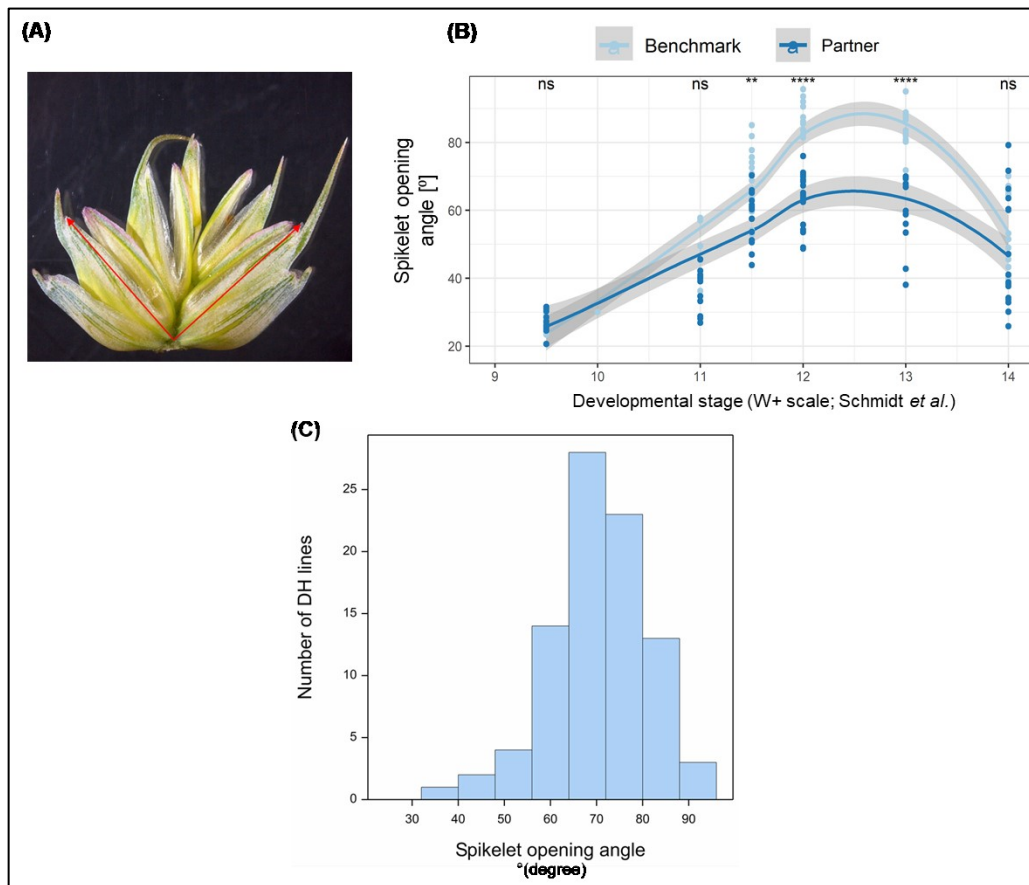 (A)
(B)
Benchmark
Partner
ns
ns
**
****
****
ns
80
60
40
20
Spikelet opening
angle [º]
9
10
11
12
13
14
Developmental stage (W+ scale; Schmidt et al.)
(C)
25
20
15
10
5
0
Number of DH lines
30
40
50
60
70
80
90
Spikelet opening angle
°(degree)